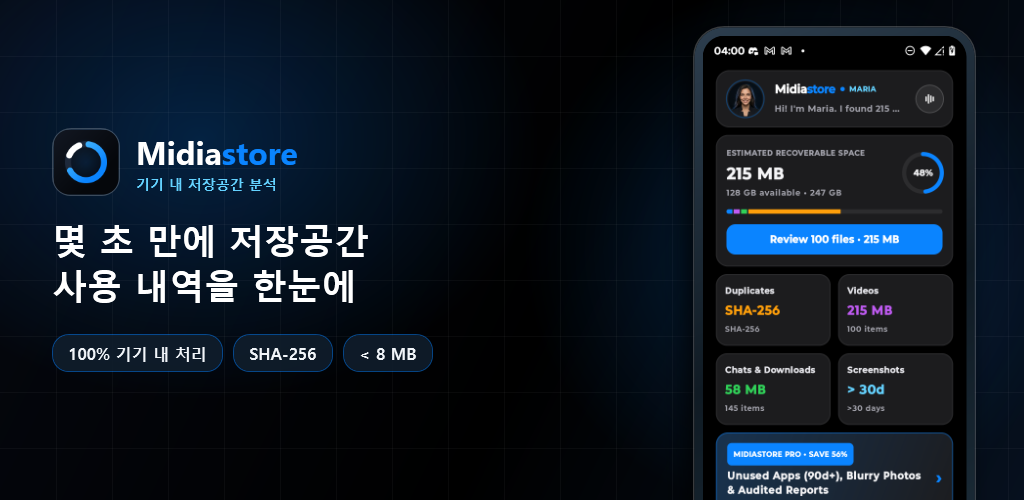 Midiastore
기기 내 저장공간 분석
몇 초 만에 저장공간
사용 내역을 한눈에
100% 기기 내 처리
SHA-256
< 8 MB
04:00
Midiastore • MARIA
Hi! I'm Maria. I found 215 ...
ESTIMATED RECOVERABLE SPACE
215 MB
128 GB available • 247 GB
48%
Review 100 files • 215 MB
Duplicates
SHA-256
SHA-256
Videos
215 MB
100 items
Chats & Downloads
58 MB
145 items
Screenshots
> 30d
>30 days
MIDIASTORE PRO • SAVE 56%
Unused Apps (90d+), Blurry Photos
& Audited Reports